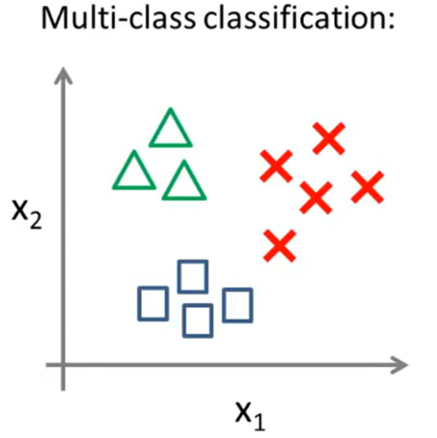 Multi-class classification:
x₂
x₁